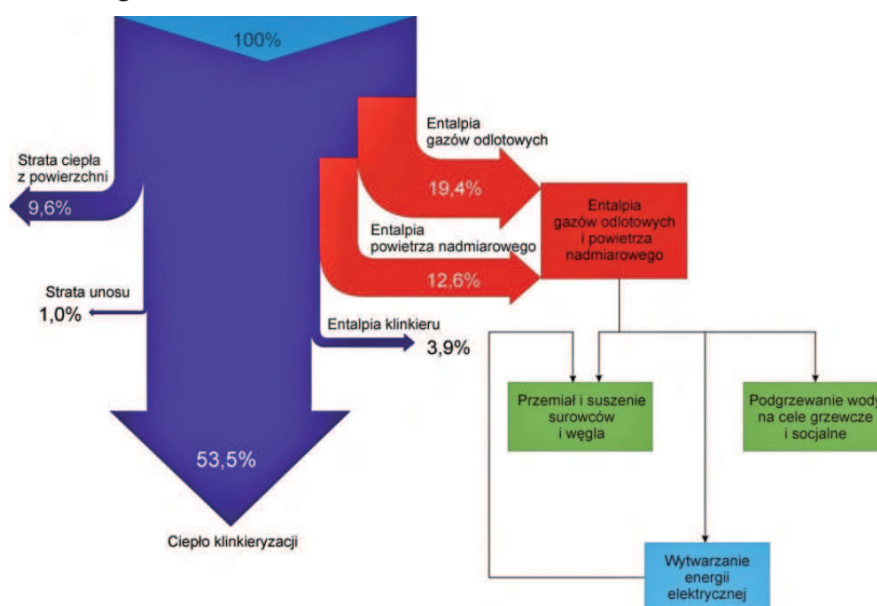 100%
Entalpia
gazów odlotowych
19,4%
Strata ciepła
z powierzchni
9,6%
Entalpia
gazów odlotowych
i powietrza
nadmiarowego
Entalpia
powietrza nadmiarowego
12,6%
Strata unosu
1,0%
Entalpia klinkieru
3,9%
Przemiał i suszenie
surowców
i węgla
Podgrzewanie wody
na cele grzewcze
i socjalne
53,5%
Ciepło klinkieryzacji
Wytwarzanie
energii
elektrycznej